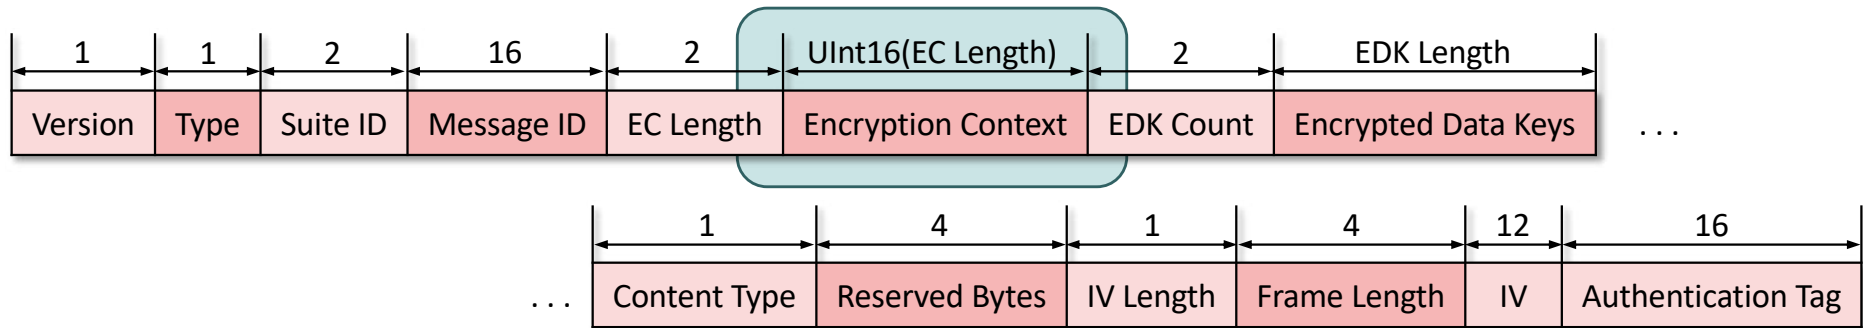 1 1 2 16 2 UInt16(EC Length) 2 EDK Length
Version Type Suite ID Message ID EC Length Encryption Context EDK Count Encrypted Data Keys . . .
1 4 1 4 12 16
. . . Content Type Reserved Bytes IV Length Frame Length IV Authentication Tag